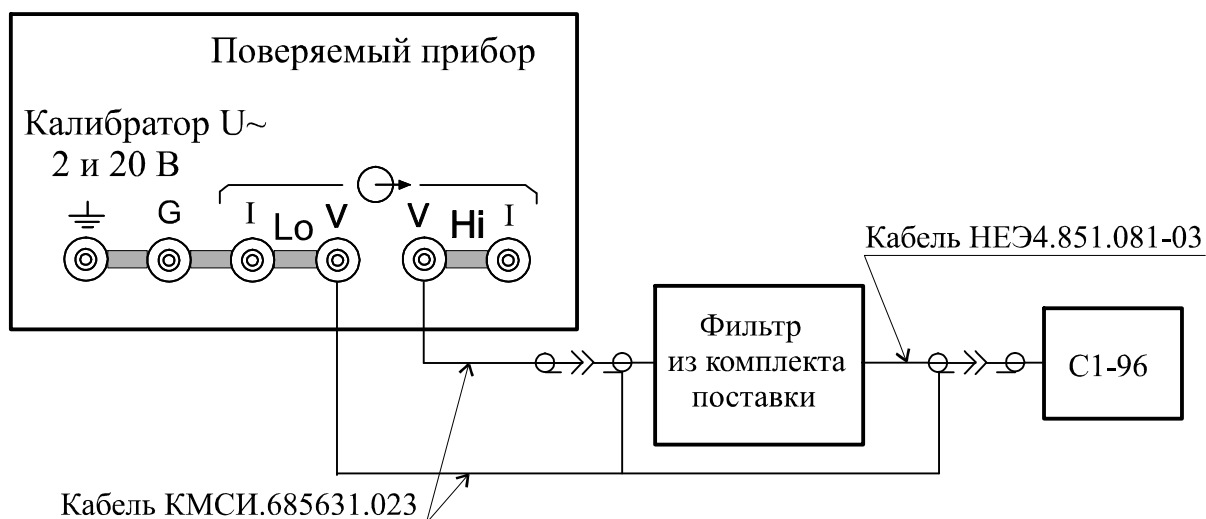 Поверяемый прибор
Калибратор U~
2 и 20 В
G I Lo V V Hi I
Кабель НЕЭ4.851.081-03
Фильтр
из комплекта
поставки
С1-96
Кабель КМСИ.685631.023